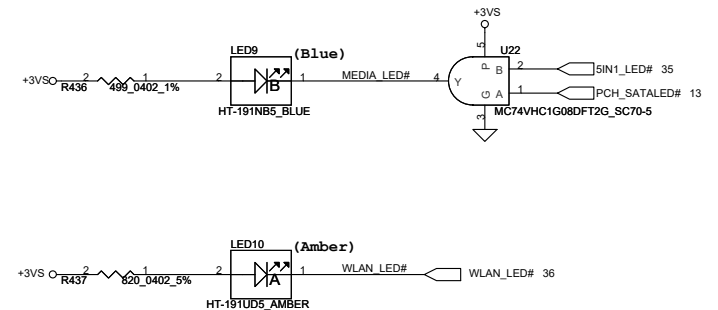 +3VS
5
U22
LED9 (Blue)
P B 2 5IN1_LED# 35
+3VS 2 1 2 B 1 MEDIA_LED# 4 Y
R436 499_0402_1%
G A 1 PCH_SATALED# 13
HT-191NB5_BLUE
3 MC74VHC1G08DFT2G_SC70-5
LED10 (Amber)
+3VS 2 1 2 A 1 WLAN_LED# WLAN_LED# 36
R437 820_0402_5%
HT-191UD5_AMBER